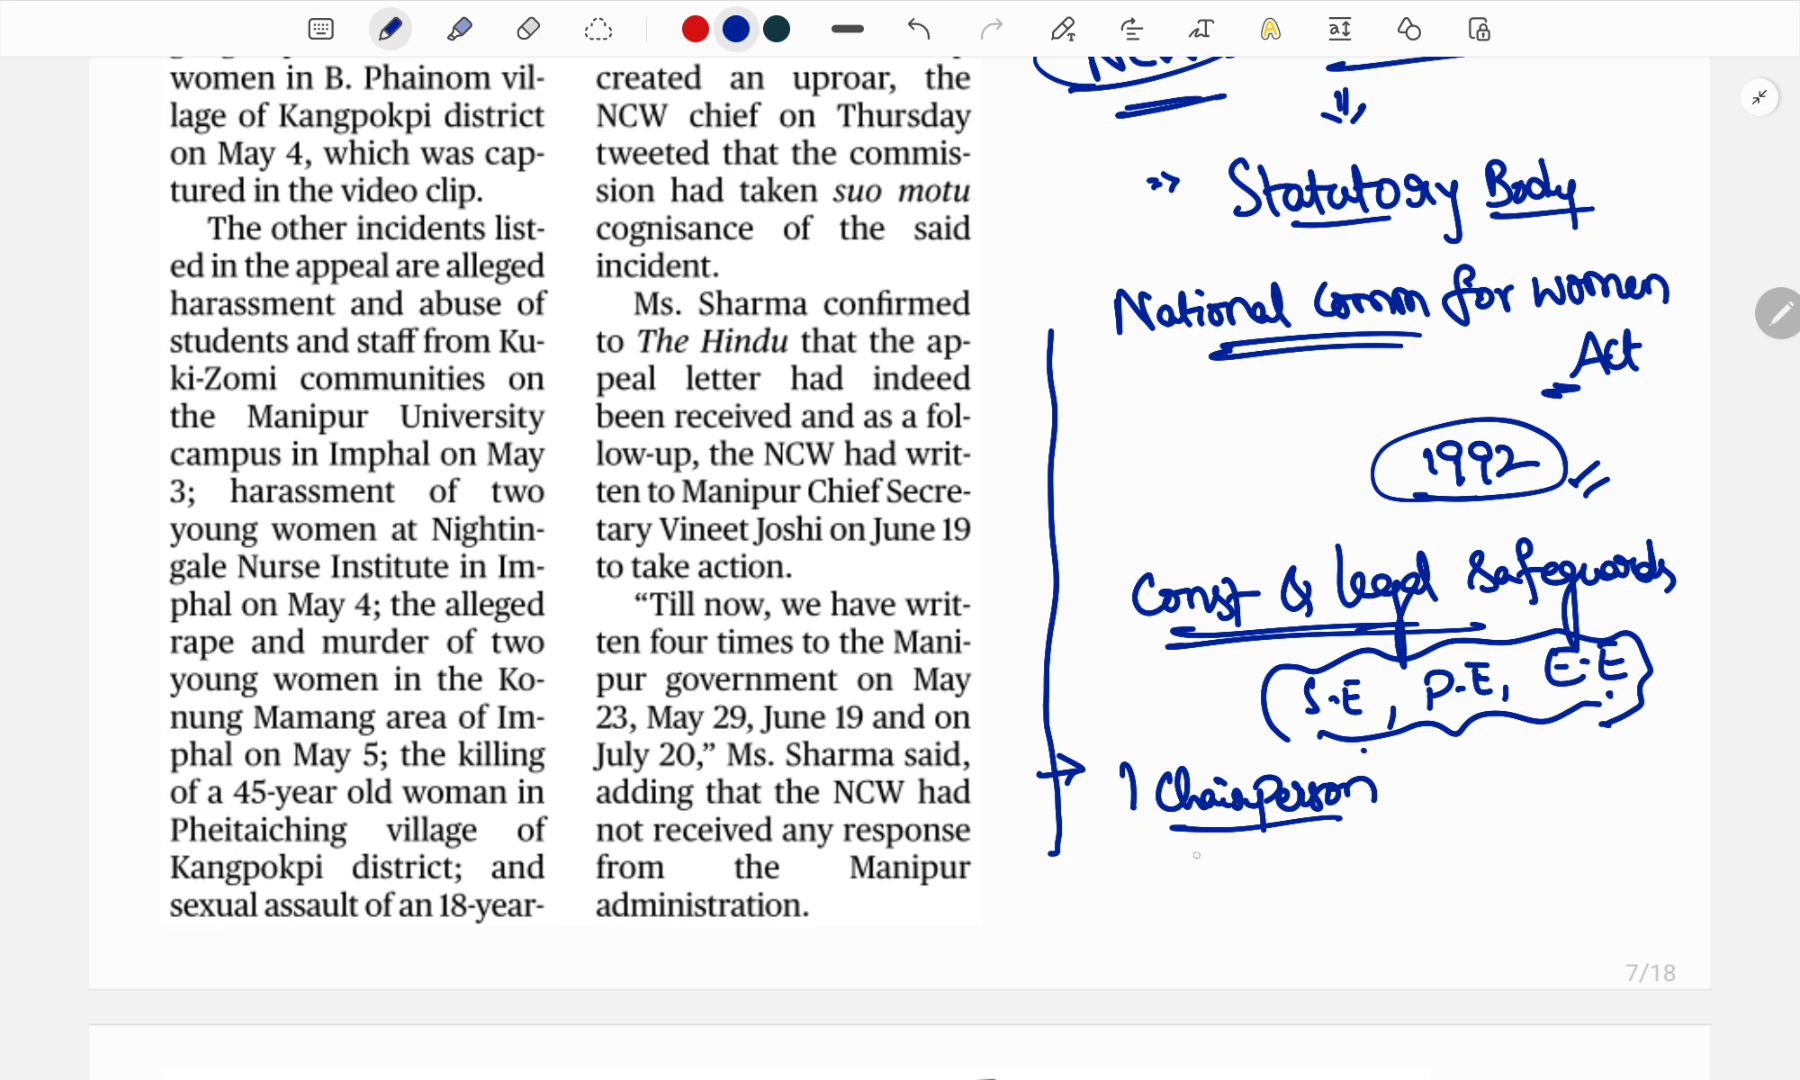 women in B. Phainom vil-
lage of Kangpokpi district
on May 4, which was cap-
tured in the video clip.
The other incidents list-
ed in the appeal are alleged
harassment and abuse of
students and staff from Ku-
ki-Zomi communities on
the Manipur University
campus in Imphal on May
3; harassment of two
young women at Nightin-
gale Nurse Institute in Im-
phal on May 4; the alleged
rape and murder of two
young women in the Ko-
nung Mamang area of Im-
phal on May 5; the killing
of a 45-year old woman in
Pheitaiching village of
Kangpokpi district; and
sexual assault of an 18-year-
created an uproar, the
NCW chief on Thursday
tweeted that the commis-
sion had taken suo motu
cognisance of the said
incident.
Ms. Sharma confirmed
to The Hindu that the ap-
peal letter had indeed
been received and as a fol-
low-up, the NCW had writ-
ten to Manipur Chief Secre-
tary Vineet Joshi on June 19
to take action.
“Till now, we have writ-
ten four times to the Mani-
pur government on May
23, May 29, June 19 and on
July 20,” Ms. Sharma said,
adding that the NCW had
not received any response
from the Manipur
administration.
NCW
Statutory Body
National Comm for women
Act
1992
Const & legal safeguards
S.E, P.E, E.E
1 Chairperson
7/18